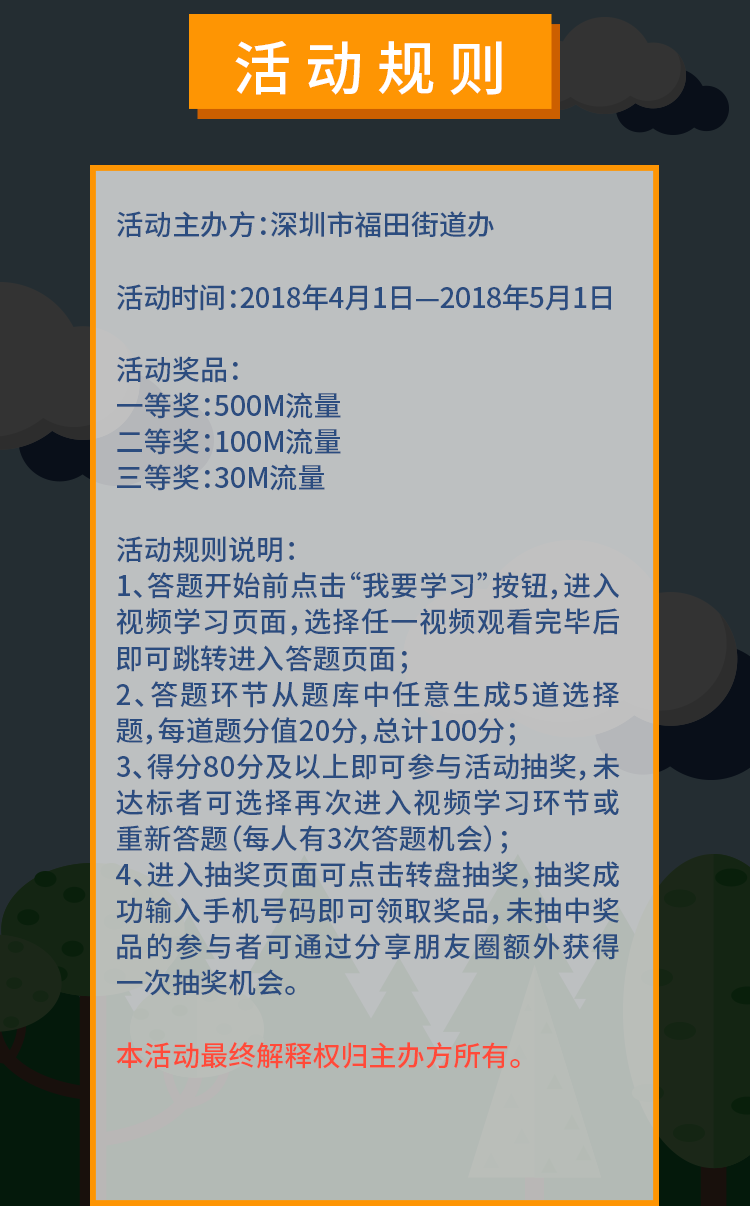 活动规则
活动主办方：深圳市福田街道办
活动时间：2018年4月1日—2018年5月1日
活动奖品：
一等奖：500M流量
二等奖：100M流量
三等奖：30M流量
活动规则说明：
1、答题开始前点击“我要学习”按钮，进入
视频学习页面，选择任一视频观看完毕后
即可跳转进入答题页面；
2、答题环节从题库中任意生成5道选择
题，每道题分值20分，总计100分；
3、得分80分及以上即可参与活动抽奖，未
达标者可选择再次进入视频学习环节或
重新答题（每人有3次答题机会）；
4、进入抽奖页面可点击转盘抽奖，抽奖成
功输入手机号码即可领取奖品，未抽中奖
品的参与者可通过分享朋友圈额外获得
一次抽奖机会。
本活动最终解释权归主办方所有。